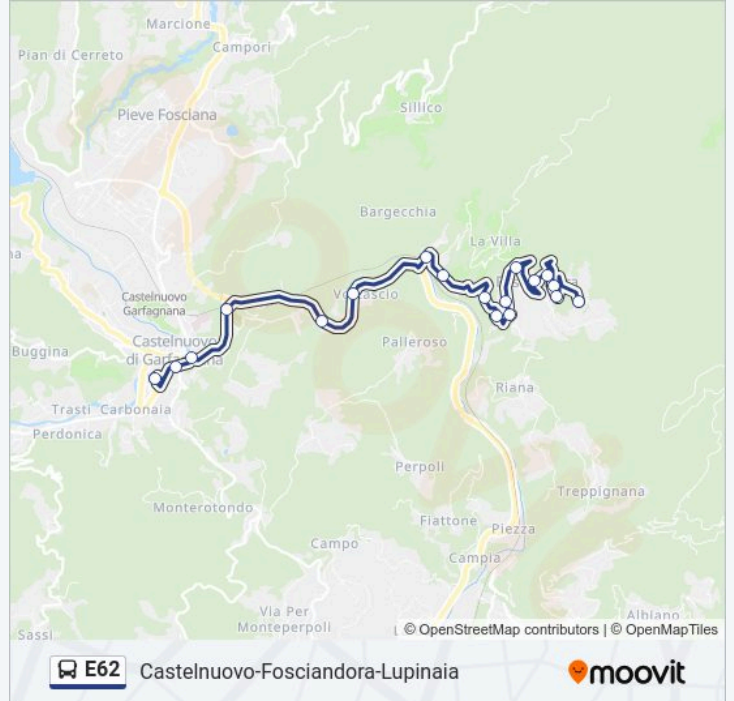 Marcione
Campori
Pian di Cerreto
Sillico
Pieve Fosciana
Bargecchia
La Villa
na
Castelnuovo
Garfagnana
Castelnuovo
di Garfagnana
Buggina
Palleroso
Riana
Trasti Carbonaia
Perdonica
Perpoli
Treppignana
Monterotondo
Fiattone
Piezza
Campo
Campia
Via Per
Monteperpoli
Albiano
Sassi
© OpenStreetMap contributors | © OpenMapTiles
E62
Castelnuovo-Fosciandora-Lupinaia
moovit